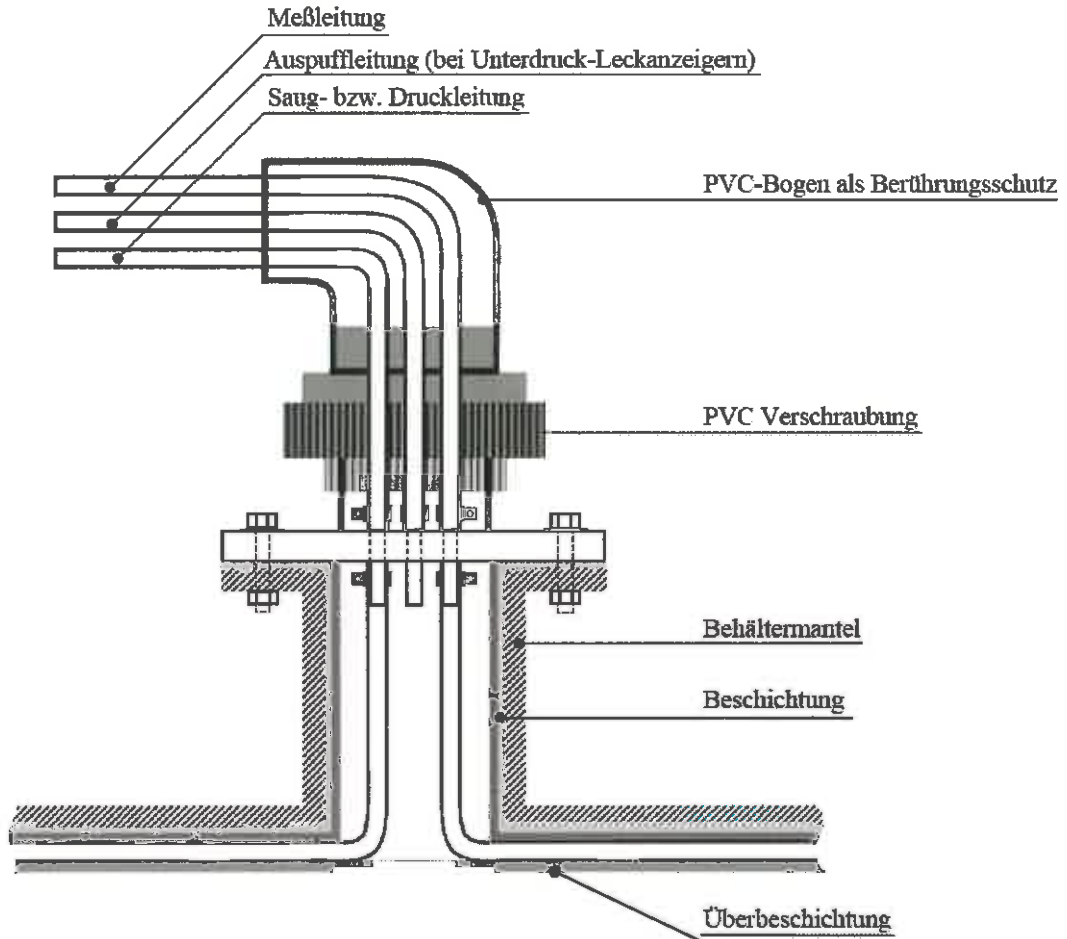 Meßleitung
Auspuffleitung (bei Unterdruck-Leckanzeigern)
Saug- bzw. Druckleitung
PVC-Bogen als Berührungsschutz
PVC Verschraubung
Behältermantel
Beschichtung
Überbeschichtung